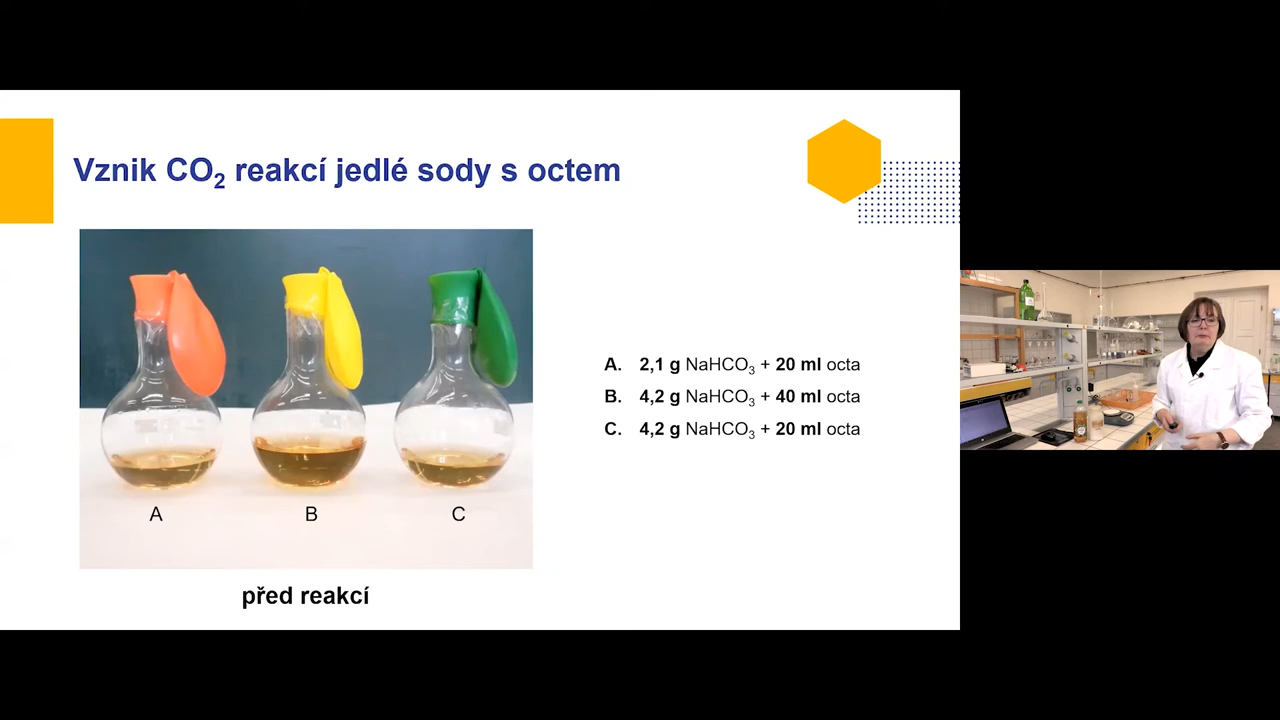 Vznik CO₂ reakcí jedlé sody s octem
A. 2,1 g NaHCO₃ + 20 ml octa
B. 4,2 g NaHCO₃ + 40 ml octa
C. 4,2 g NaHCO₃ + 20 ml octa
A B C
před reakcí